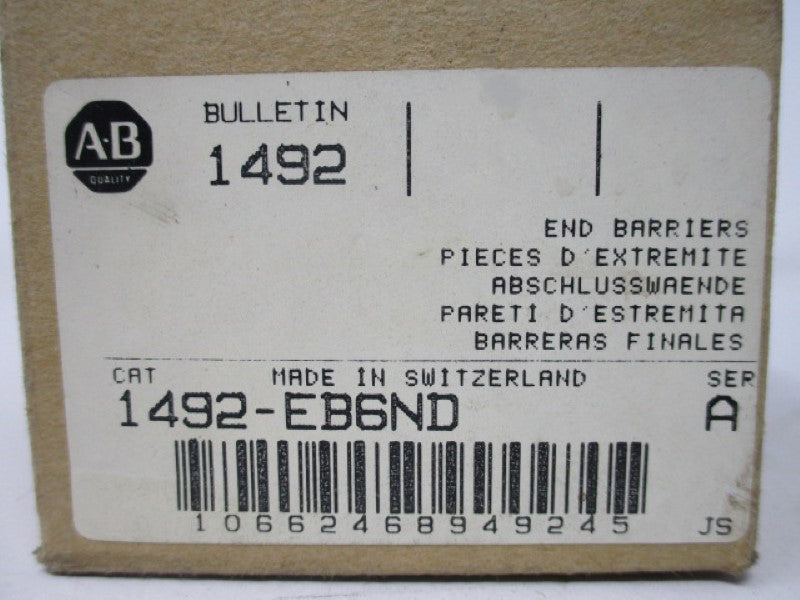 A-B
QUALITY
BULLETIN
1492
END BARRIERS
PIECES D'EXTREMITE
ABSCHLUSSWAENDE
PARETI D'ESTREMITA
BARRERAS FINALES
CAT MADE IN SWITZERLAND SER
1492-EB6ND A
10662468949245 JS